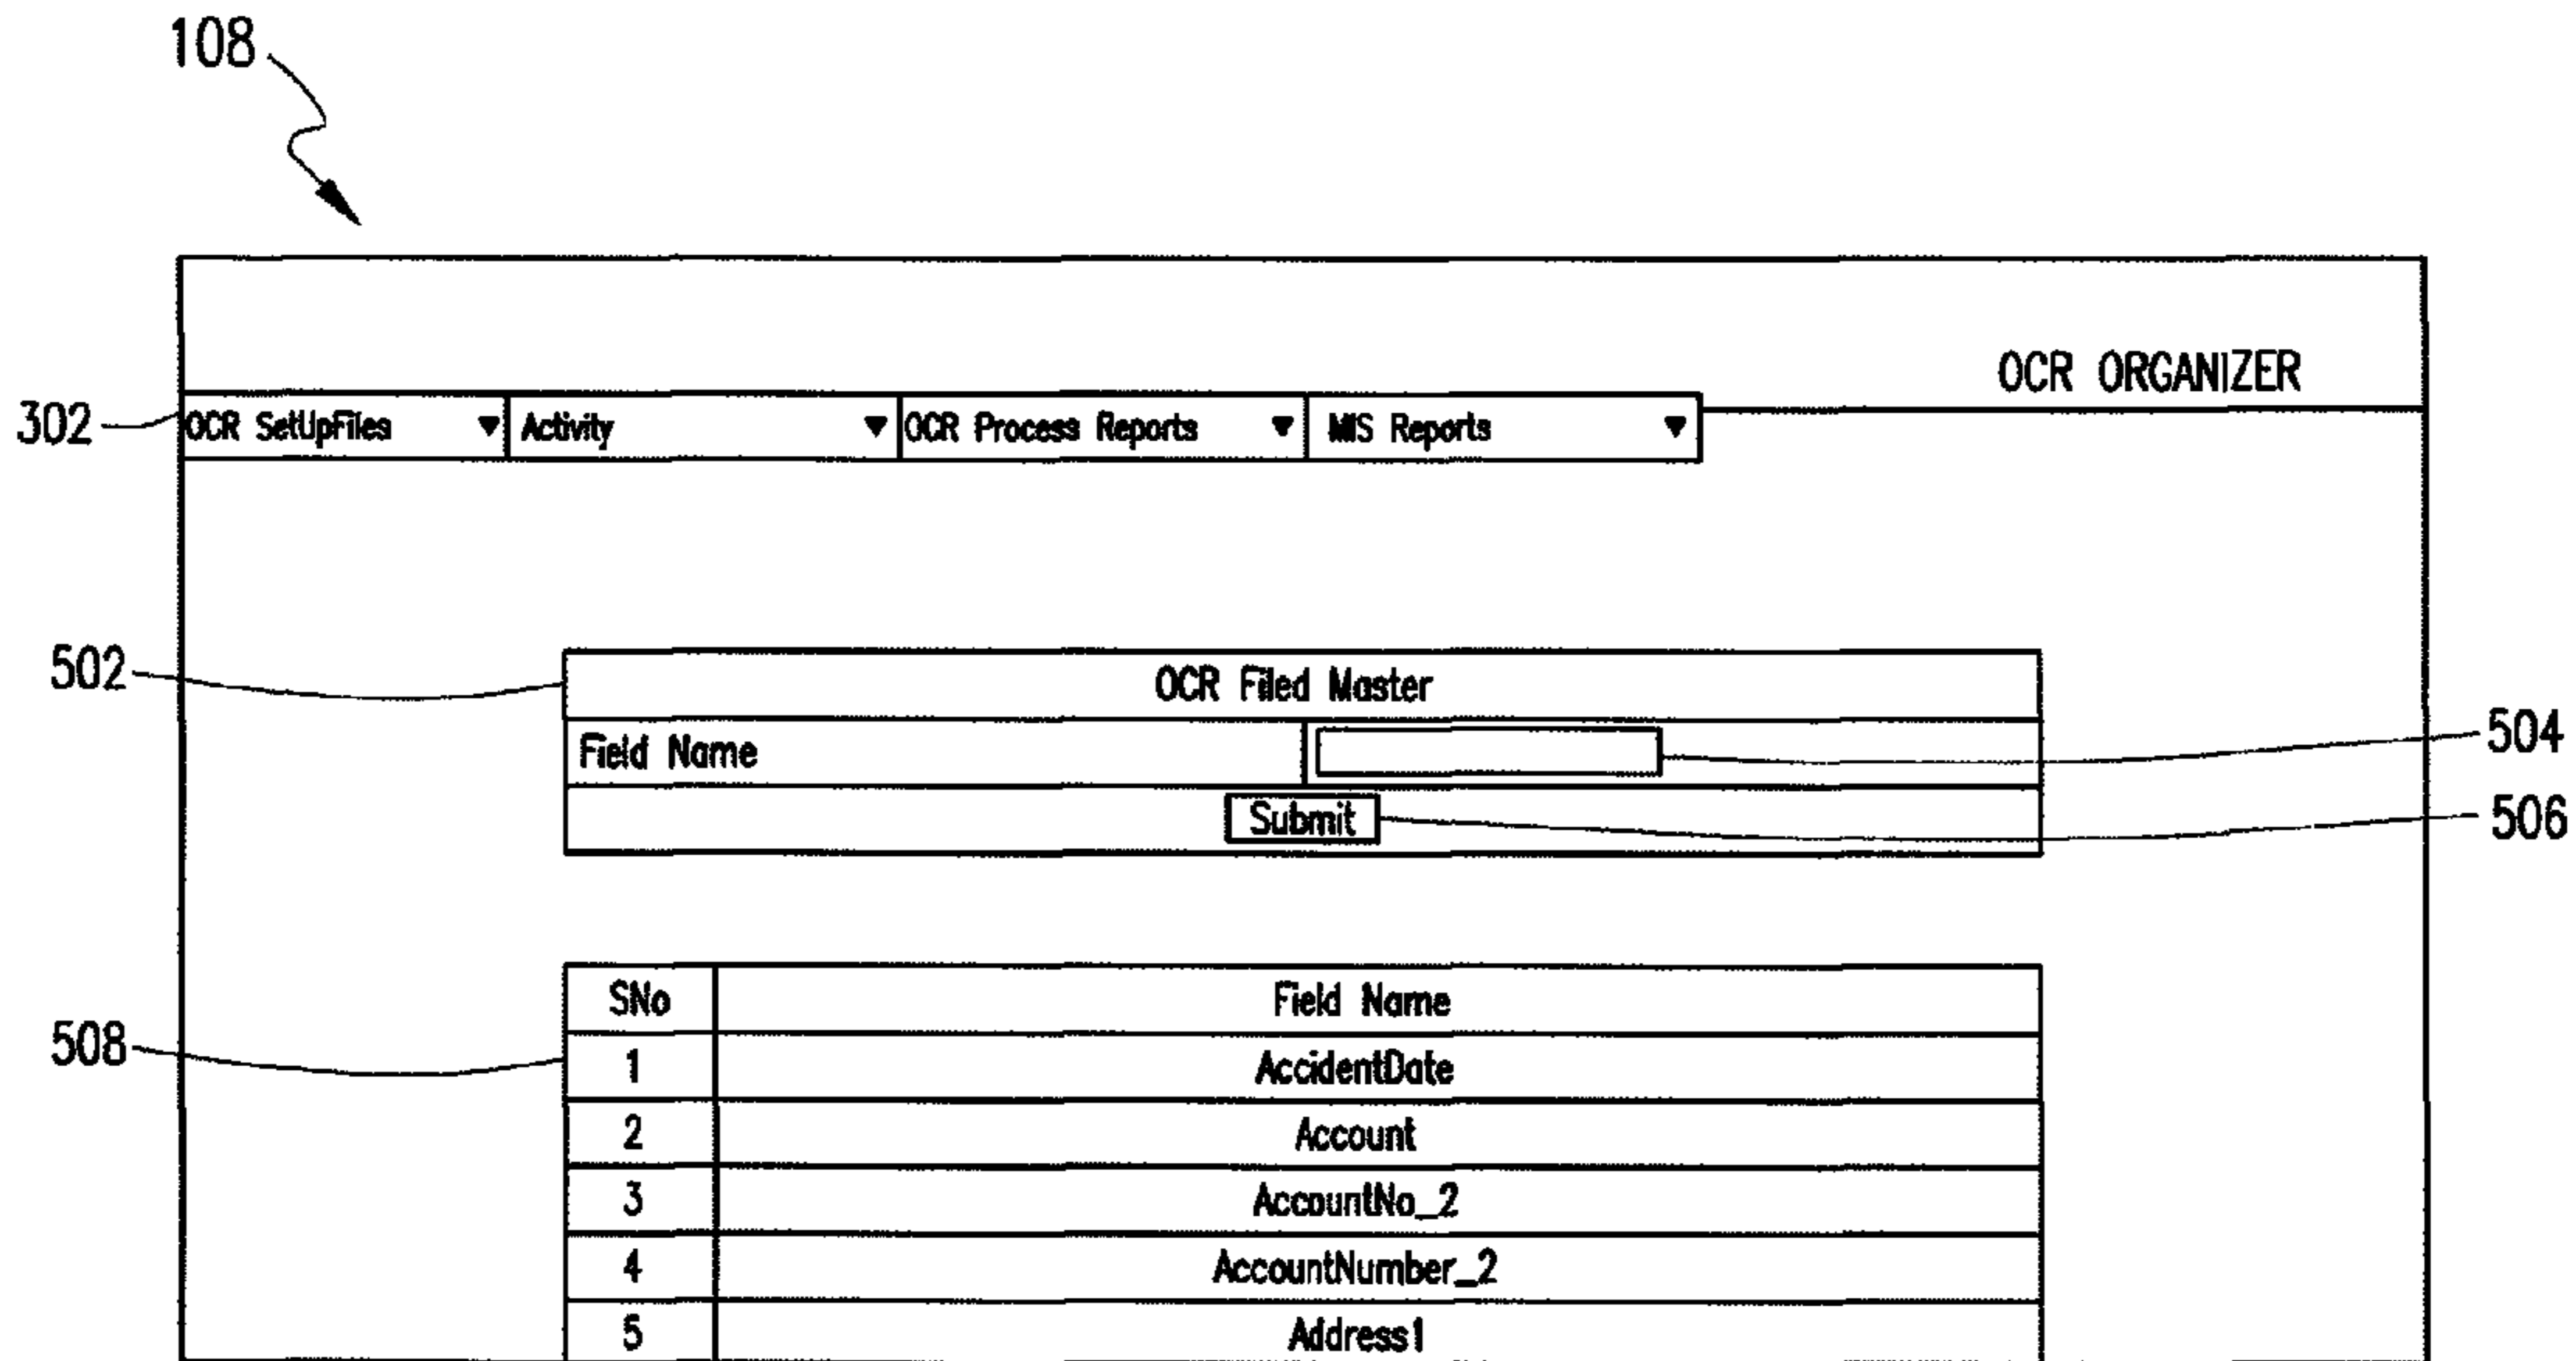 108
OCR ORGANIZER
302
OCR SetUpFiles ▼ Activity ▼ OCR Process Reports ▼ MIS Reports ▼
502
OCR Filed Master
Field Name
504
Submit
506
SNo Field Name
508
1 AccidentDate
2 Account
3 AccountNo_2
4 AccountNumber_2
5 Address1